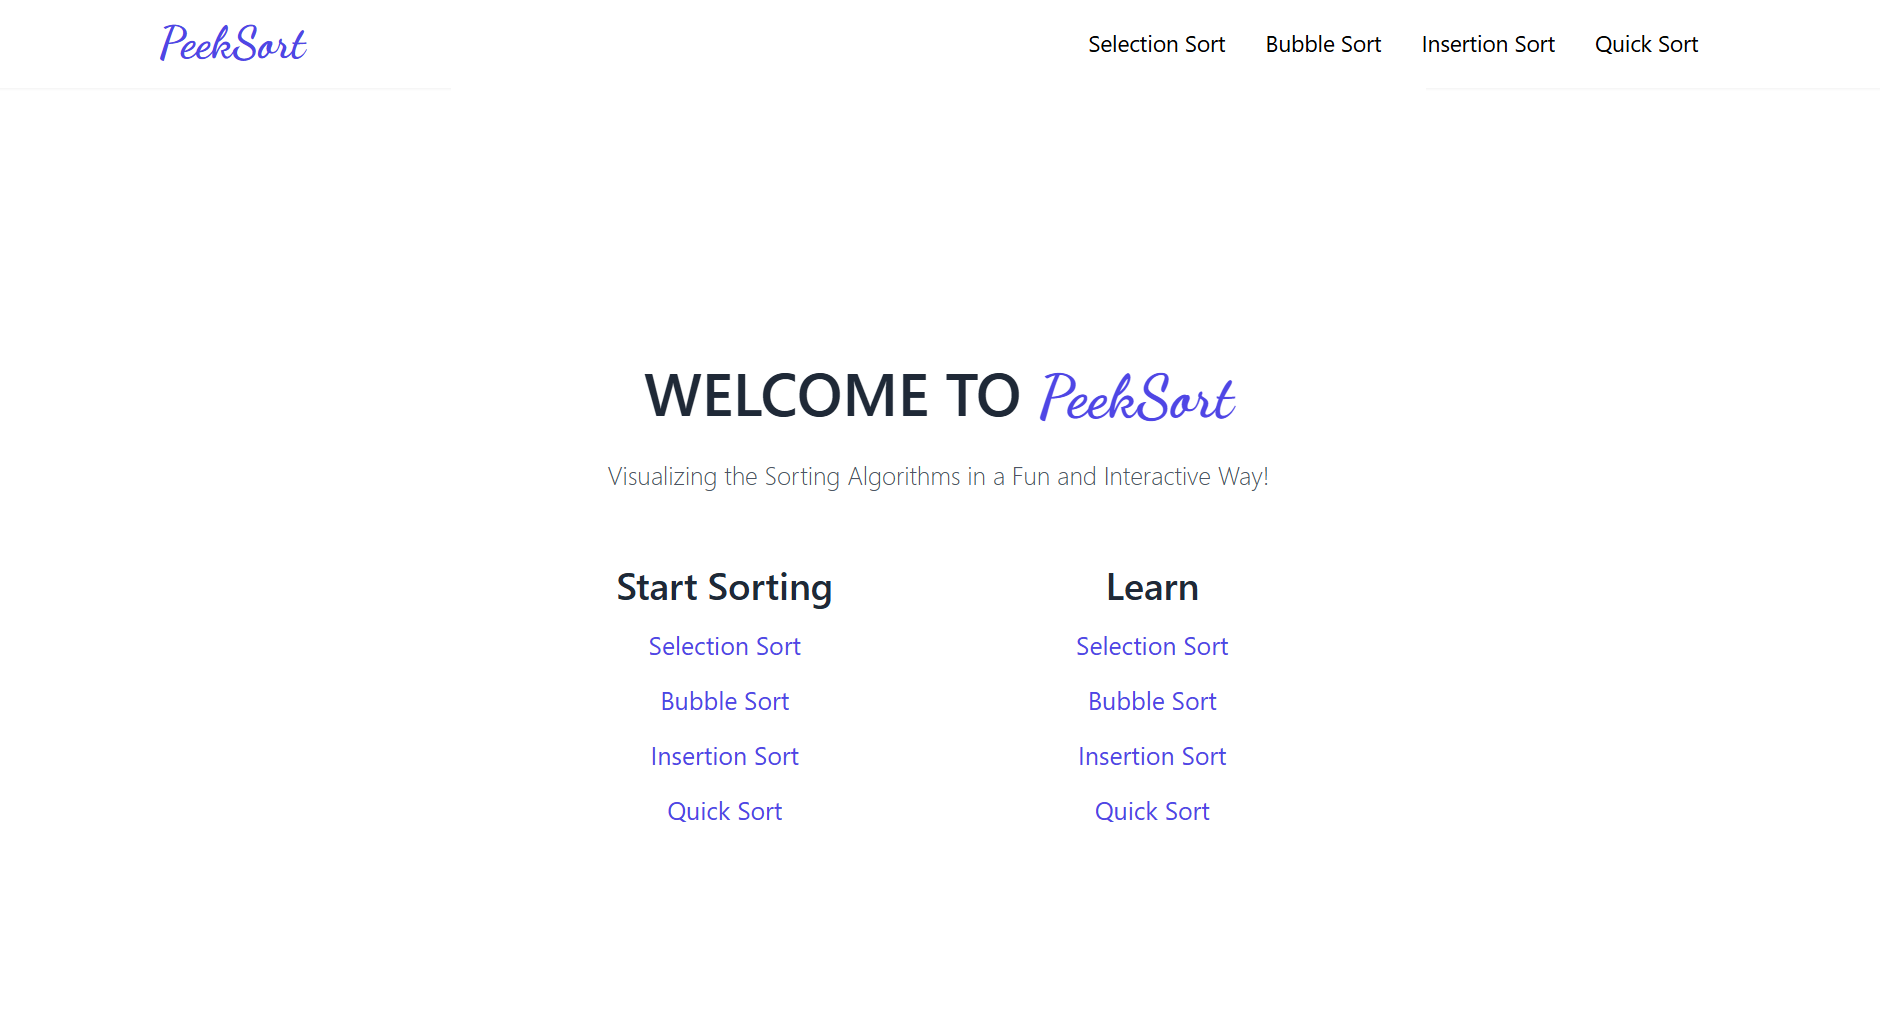 PeekSort
Selection Sort Bubble Sort Insertion Sort Quick Sort
WELCOME TO PeekSort
Visualizing the Sorting Algorithms in a Fun and Interactive Way!
Start Sorting
Selection Sort
Bubble Sort
Insertion Sort
Quick Sort
Learn
Selection Sort
Bubble Sort
Insertion Sort
Quick Sort